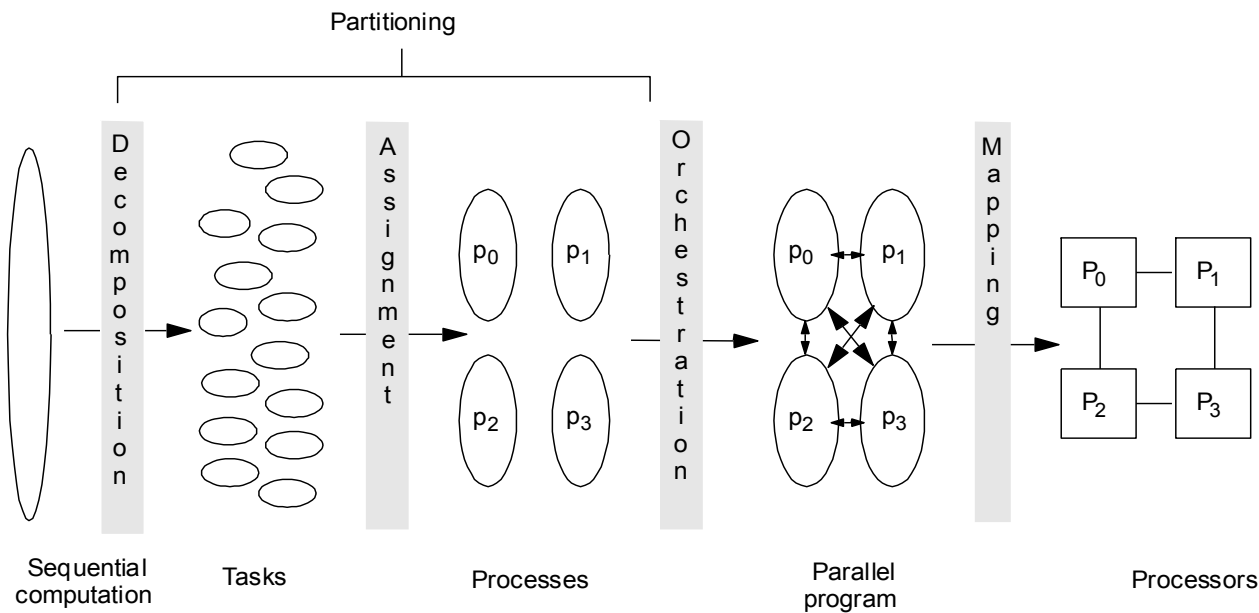 Partitioning
Decomposition
Assignment
Orchestration
Mapping
p0
p1
p2
p3
p0
p1
p2
p3
P0
P1
P2
P3
Sequential
computation
Tasks
Processes
Parallel
program
Processors